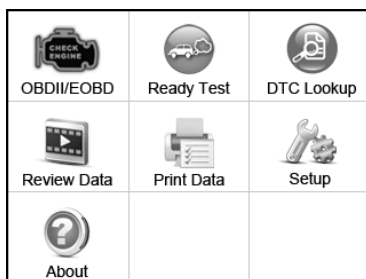 CHECK
ENGINE
OBDII/EOBD
Ready Test
DTC Lookup
Review Data
Print Data
Setup
About